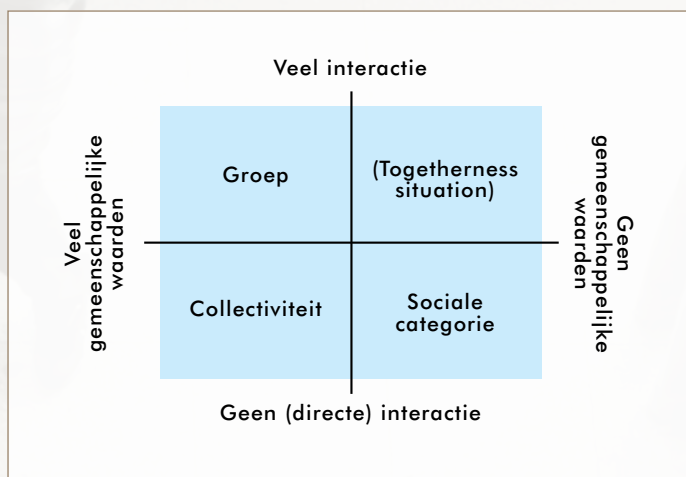 Veel interactie
Veel
gemeenschappelijke
waarden
Groep
(Togetherness
situation)
Geen
gemeenschappelijke
waarden
Collectiviteit
Sociale
categorie
Geen (directe) interactie